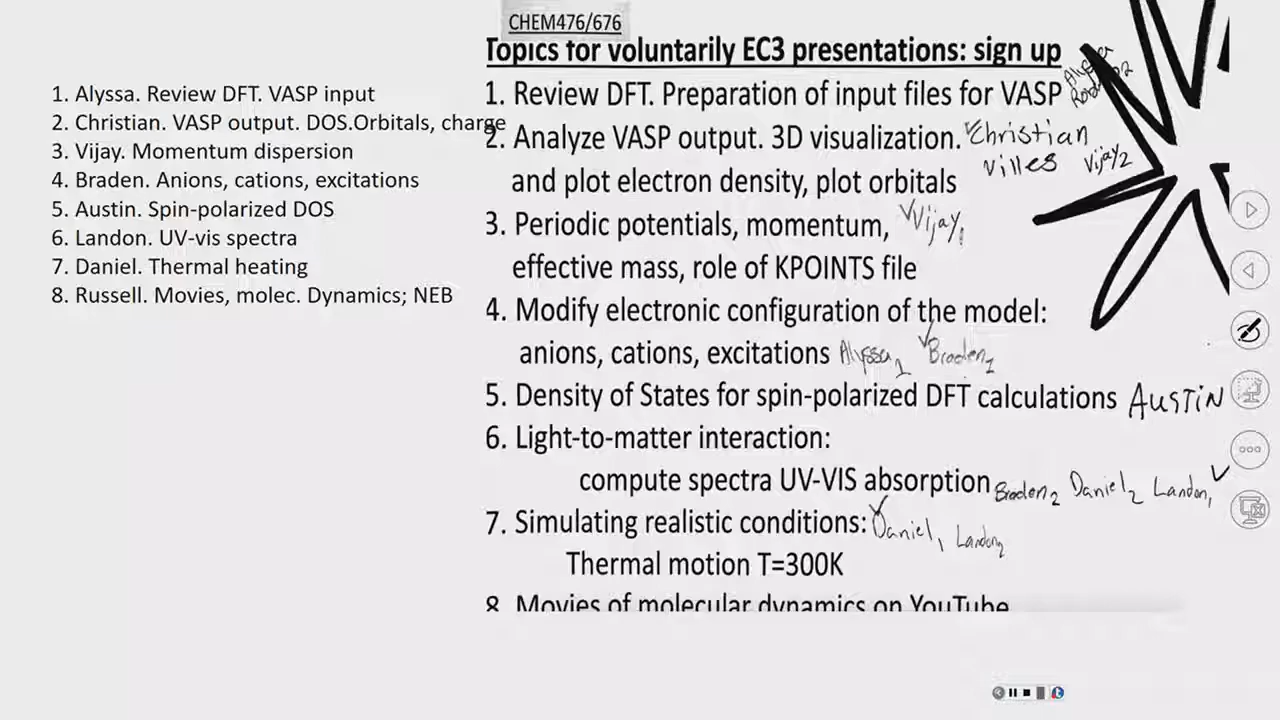 CHEM476/676
Topics for voluntarily EC3 presentations: sign up
1. Alyssa. Review DFT. VASP input
2. Christian. VASP output. DOS.Orbitals, charge
3. Vijay. Momentum dispersion
4. Braden. Anions, cations, excitations
5. Austin. Spin-polarized DOS
6. Landon. UV-vis spectra
7. Daniel. Thermal heating
8. Russell. Movies, molec. Dynamics; NEB
1. Review DFT. Preparation of input files for VASP
2. Analyze VASP output. 3D visualization. Christian
and plot electron density, plot orbitals Villes Vijay2
3. Periodic potentials, momentum, Vijay1
effective mass, role of KPOINTS file
4. Modify electronic configuration of the model:
anions, cations, excitations Alyssa1 Braden1
5. Density of States for spin-polarized DFT calculations AUSTIN
6. Light-to-matter interaction:
compute spectra UV-VIS absorption Braden2 Daniel2 Landon1
7. Simulating realistic conditions: Daniel1 Landon2
Thermal motion T=300K
8. Movies of molecular dynamics on YouTube